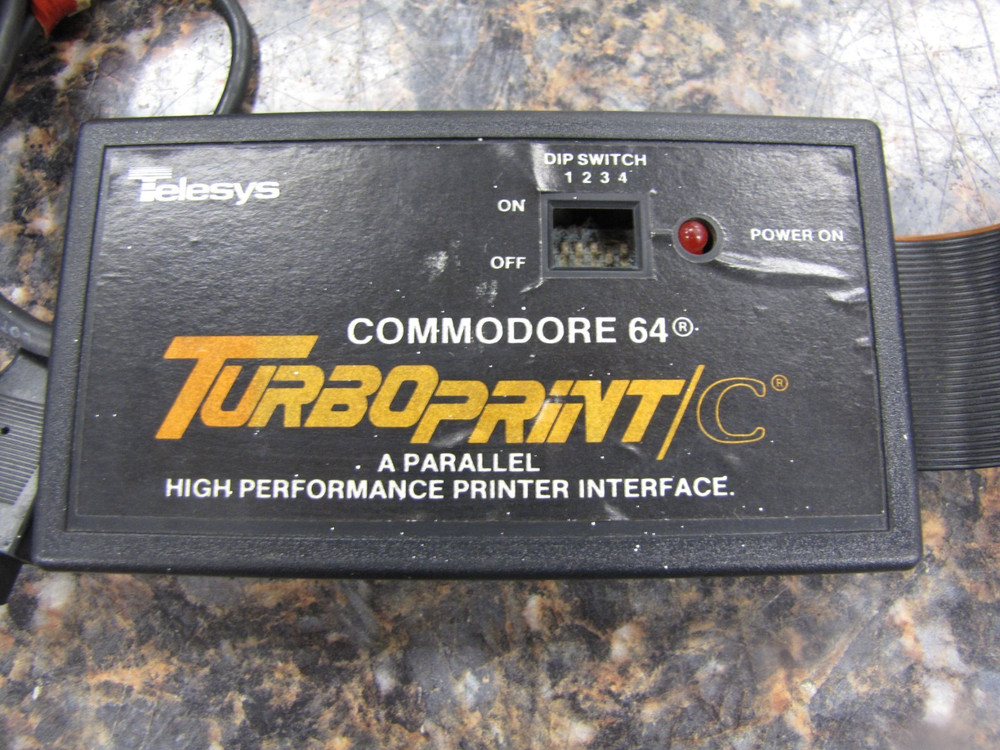 Telesys
DIP SWITCH
1 2 3 4
ON
OFF
POWER ON
COMMODORE 64®
TURBOPRINT/C®
A PARALLEL
HIGH PERFORMANCE PRINTER INTERFACE.